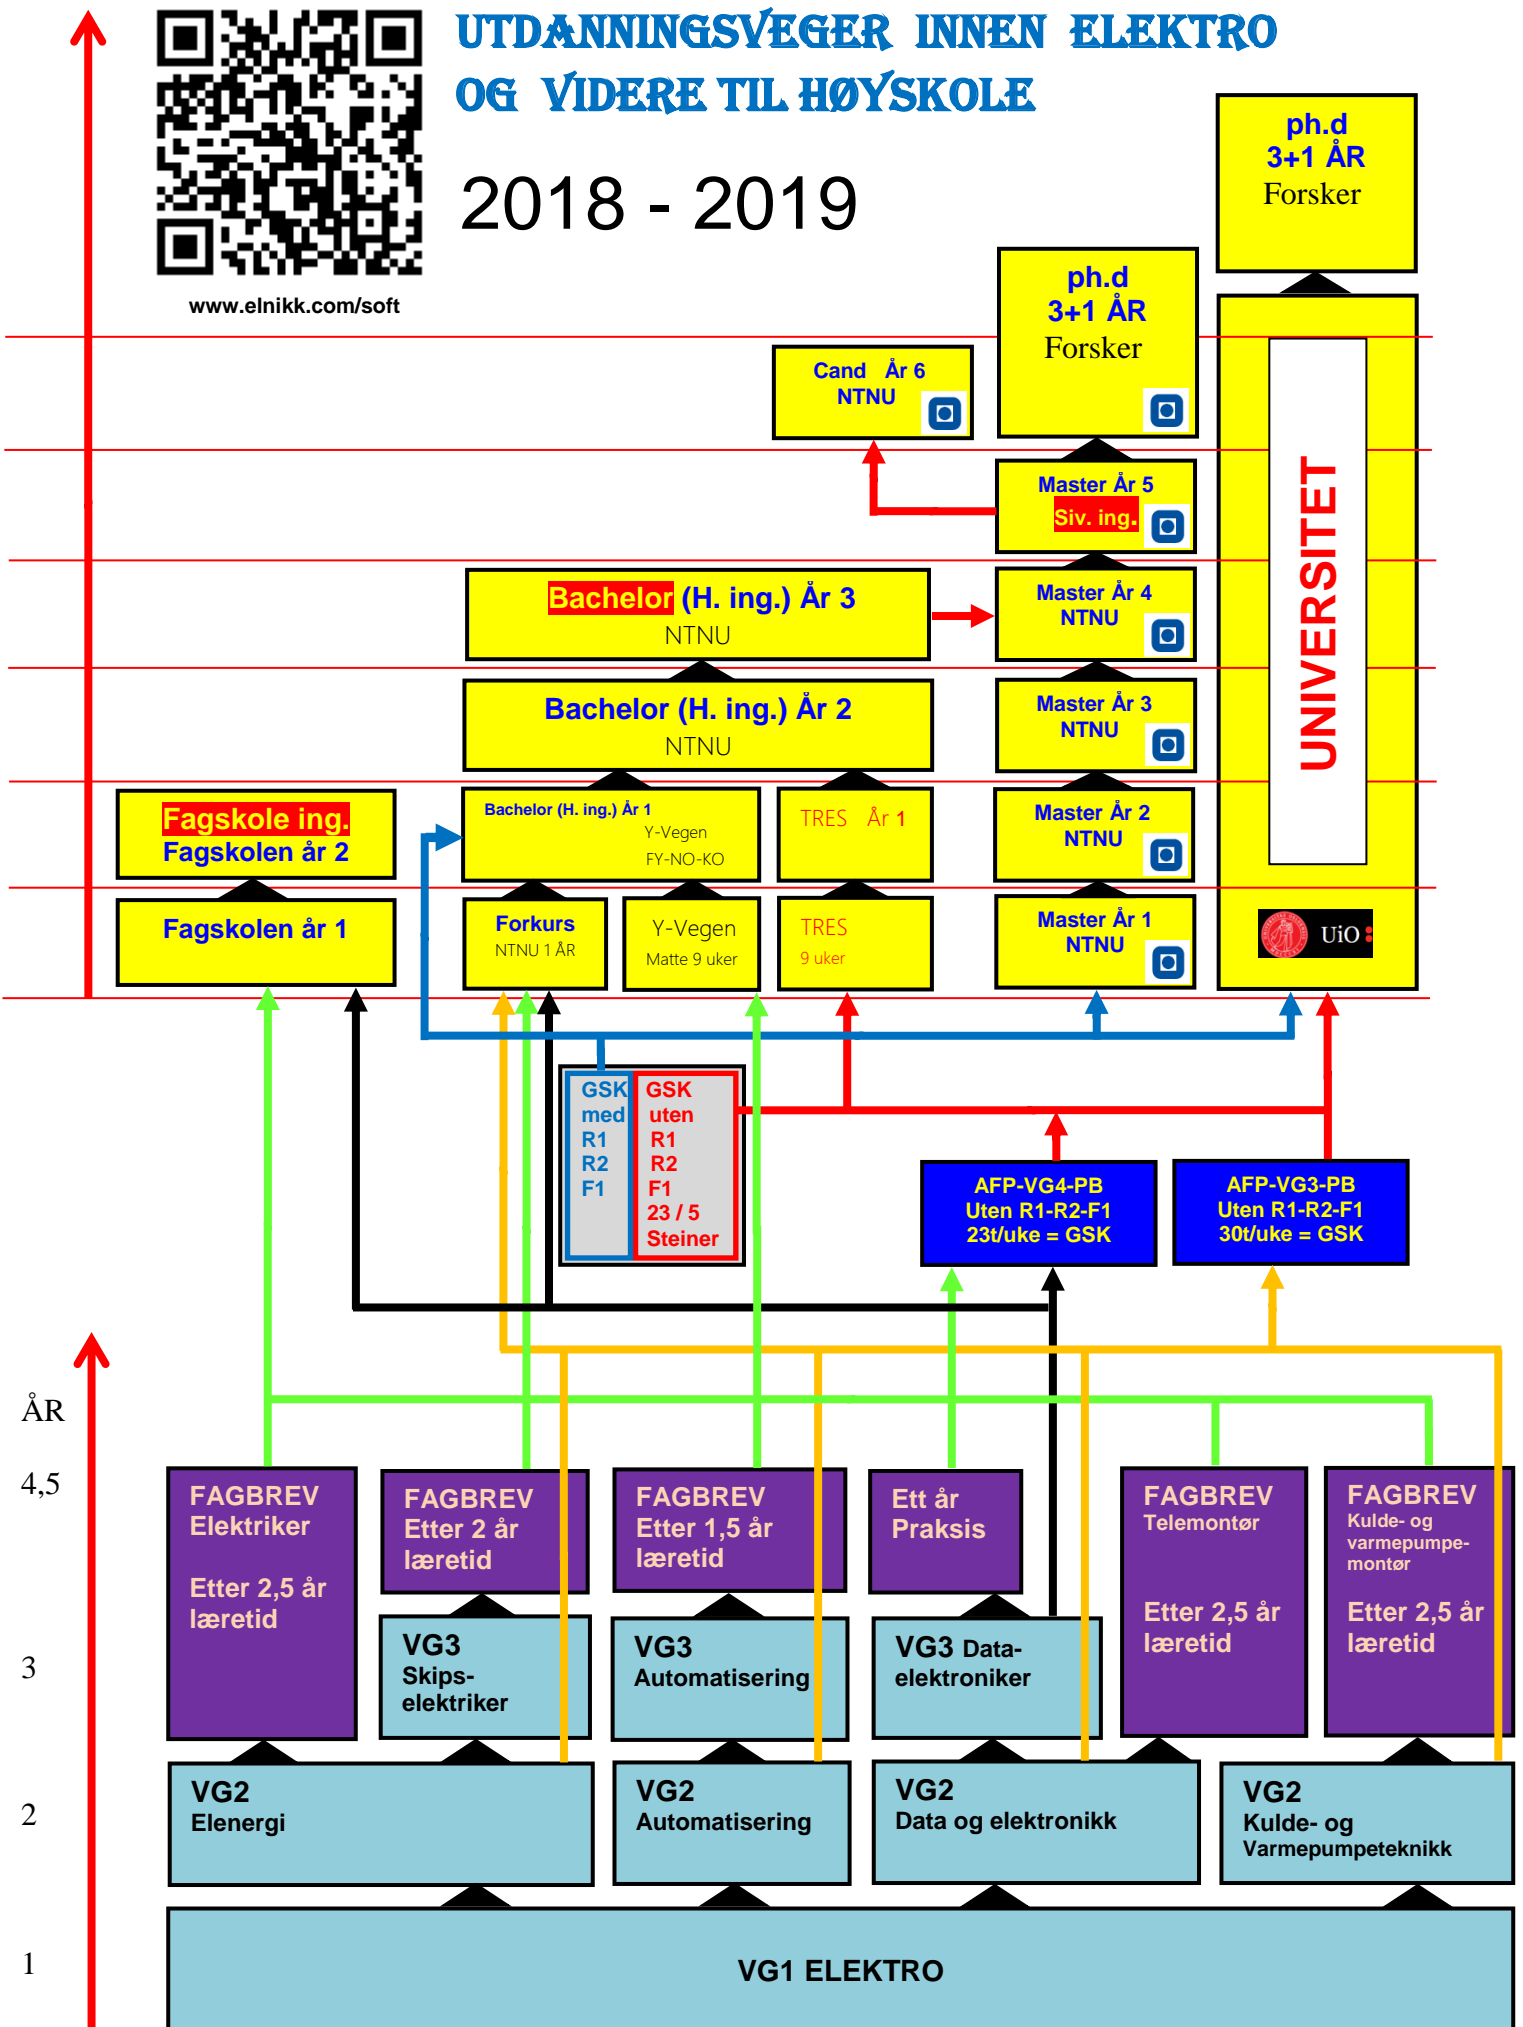 UTDANNINGSVEGER INNEN ELEKTRO
OG VIDERE TIL HØYSKOLE
2018 - 2019
www.elnikk.com/soft
ph.d
3+1 ÅR
Forsker
ph.d
3+1 ÅR
Forsker
Cand År 6
NTNU
Master År 5
Siv. ing.
UNIVERSITET
Bachelor (H. ing.) År 3
NTNU
Master År 4
NTNU
Bachelor (H. ing.) År 2
NTNU
Master År 3
NTNU
Fagskole ing.
Fagskolen år 2
Bachelor (H. ing.) År 1
Y-Vegen
FY-NO-KO
TRES År 1
Master År 2
NTNU
Fagskolen år 1
Forkurs
NTNU 1 ÅR
Y-Vegen
Matte 9 uker
TRES
9 uker
Master År 1
NTNU
UiO:
GSK
med
R1
R2
F1
GSK
uten
R1
R2
F1
23 / 5
Steiner
AFP-VG4-PB
Uten R1-R2-F1
23t/uke = GSK
AFP-VG3-PB
Uten R1-R2-F1
30t/uke = GSK
ÅR
4,5
FAGBREV
Elektriker
Etter 2,5 år
læretid
FAGBREV
Etter 2 år
læretid
FAGBREV
Etter 1,5 år
læretid
Ett år
Praksis
FAGBREV
Telemontør
Etter 2,5 år
læretid
FAGBREV
Kulde- og
varmepumpe-
montør
Etter 2,5 år
læretid
3
VG3
Skips-
elektriker
VG3
Automatisering
VG3 Data-
elektroniker
2
VG2
Elenergi
VG2
Automatisering
VG2
Data og elektronikk
VG2
Kulde- og
Varmepumpeteknikk
1
VG1 ELEKTRO